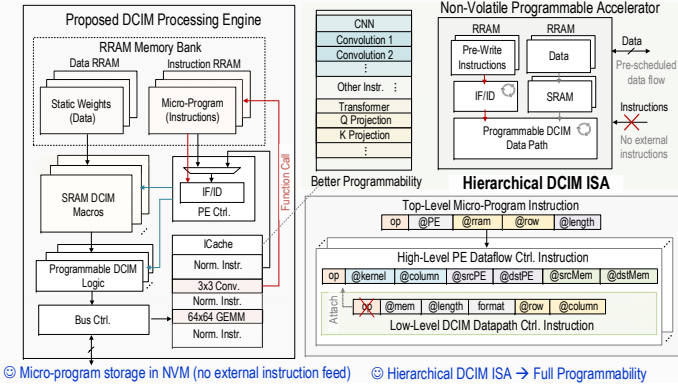 Proposed DCIM Processing Engine
RRAM Memory Bank
Data RRAM
Instruction RRAM
Static Weights
(Data)
Micro-Program
(Instructions)
SRAM DCIM
Macros
IF/ID
PE Ctrl.
Function Call
Programmable DCIM
Logic
Bus Ctrl.
ICache
Norm. Instr.
3x3 Conv.
Norm. Instr.
64x64 GEMM
Norm. Instr.
CNN
Convolution 1
Convolution 2
⋮
Other Instr. ⋮
Transformer
Q Projection
K Projection
⋮
Better Programmability
Non-Volatile Programmable Accelerator
RRAM
RRAM
Pre-Write
Instructions
Data
IF/ID
SRAM
Programmable DCIM
Data Path
Data
Pre-scheduled
data flow
Instructions
No external
instructions
Hierarchical DCIM ISA
Top-Level Micro-Program Instruction
op @PE @rram @row @length
High-Level PE Dataflow Ctrl. Instruction
op @kernel @column @srcPE @dstPE @srcMem @dstMem
Attach
op @mem @length format @row @column
Low-Level DCIM Datapath Ctrl. Instruction
☺ Micro-program storage in NVM (no external instruction feed)
☺ Hierarchical DCIM ISA → Full Programmability